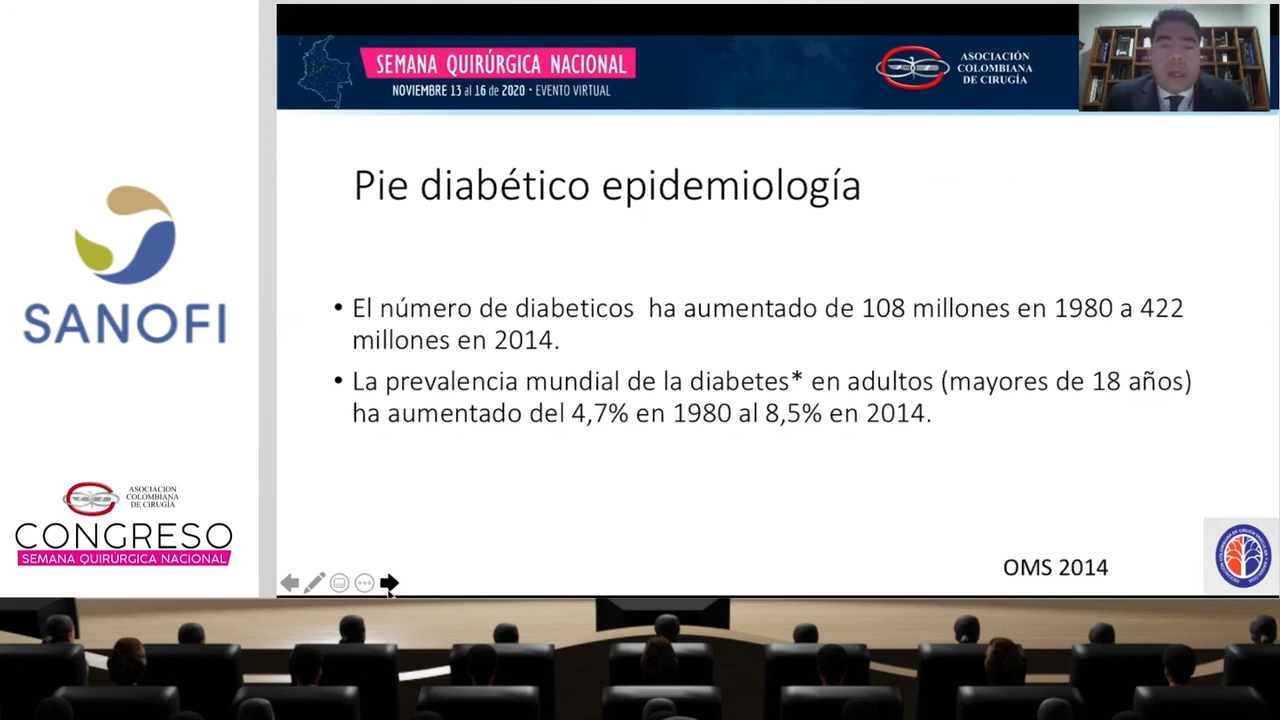 SEMANA QUIRÚRGICA NACIONAL
NOVIEMBRE 13 al 16 de 2020 • EVENTO VIRTUAL
ASOCIACIÓN
COLOMBIANA
DE CIRUGÍA
Pie diabético epidemiología
• El número de diabeticos ha aumentado de 108 millones en 1980 a 422
millones en 2014.
• La prevalencia mundial de la diabetes* en adultos (mayores de 18 años)
ha aumentado del 4,7% en 1980 al 8,5% en 2014.
OMS 2014
SANOFI
ASOCIACION
COLOMBIANA
DE CIRUGÍA
CONGRESO
SEMANA QUIRÚRGICA NACIONAL